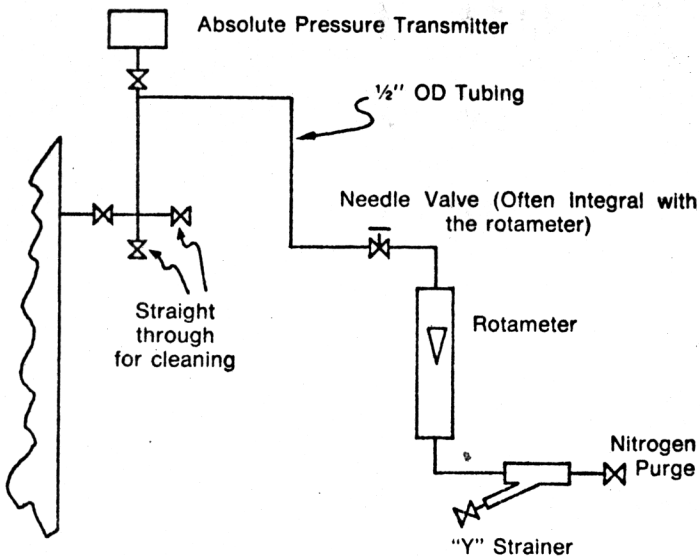 Absolute Pressure Transmitter
½" OD Tubing
Needle Valve (Often Integral with
the rotameter)
Straight
through
for cleaning
Rotameter
Nitrogen
Purge
"Y" Strainer